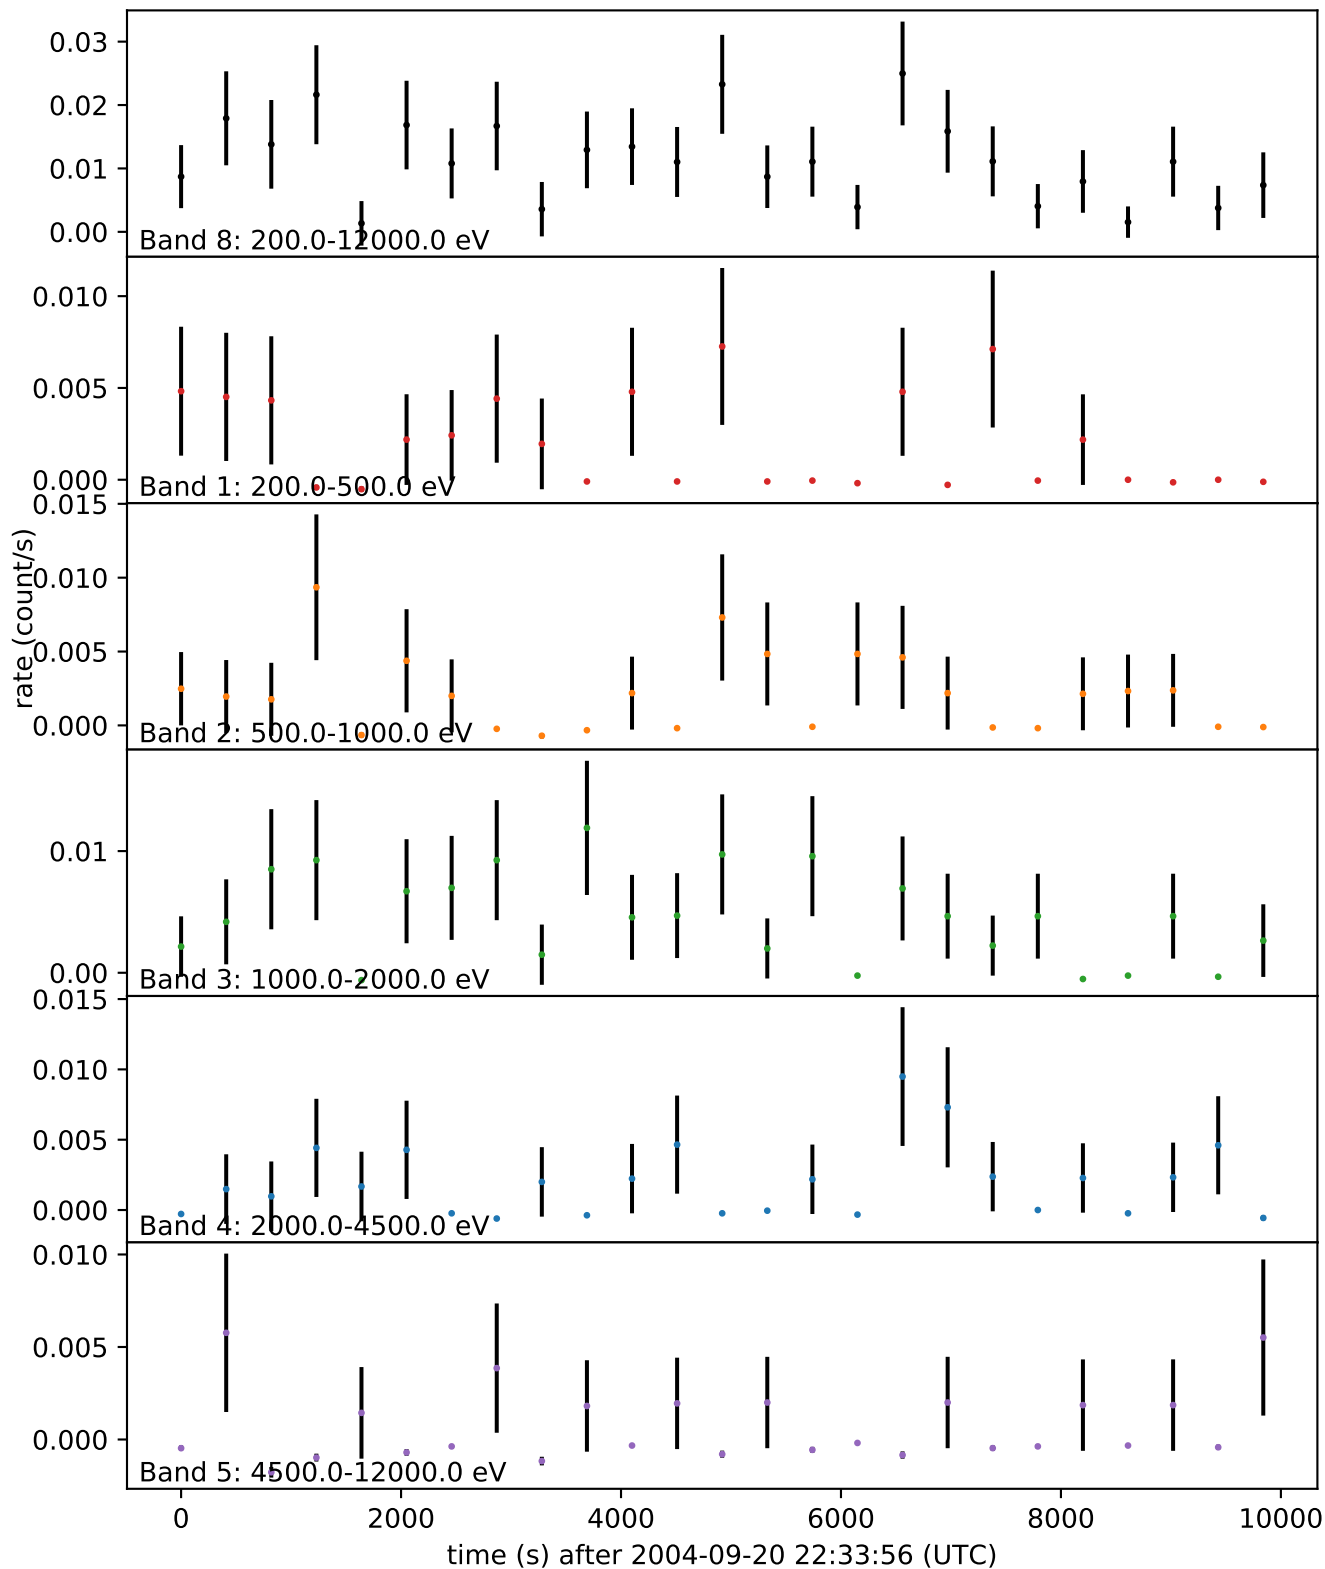 0.03
0.02
0.01
0.00
Band 8: 200.0-12000.0 eV
0.010
0.005
0.000
Band 1: 200.0-500.0 eV
0.015
0.010
0.005
0.000
Band 2: 500.0-1000.0 eV
rate (count/s)
0.01
0.00
Band 3: 1000.0-2000.0 eV
0.015
0.010
0.005
0.000
Band 4: 2000.0-4500.0 eV
0.010
0.005
0.000
Band 5: 4500.0-12000.0 eV
0 2000 4000 6000 8000 10000
time (s) after 2004-09-20 22:33:56 (UTC)